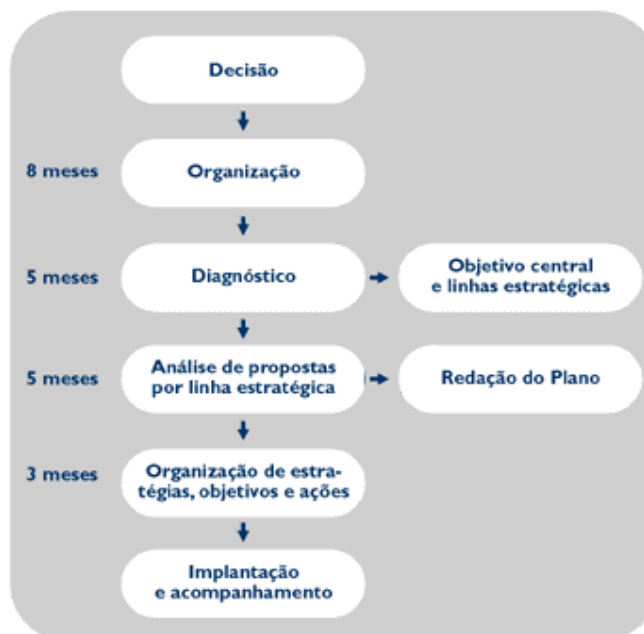 Decisão
8 meses
Organização
5 meses
Diagnóstico
Objetivo central
e linhas estratégicas
5 meses
Análise de propostas
por linha estratégica
Redação do Plano
3 meses
Organização de estra-
tégias, objetivos e ações
Implantação
e acompanhamento